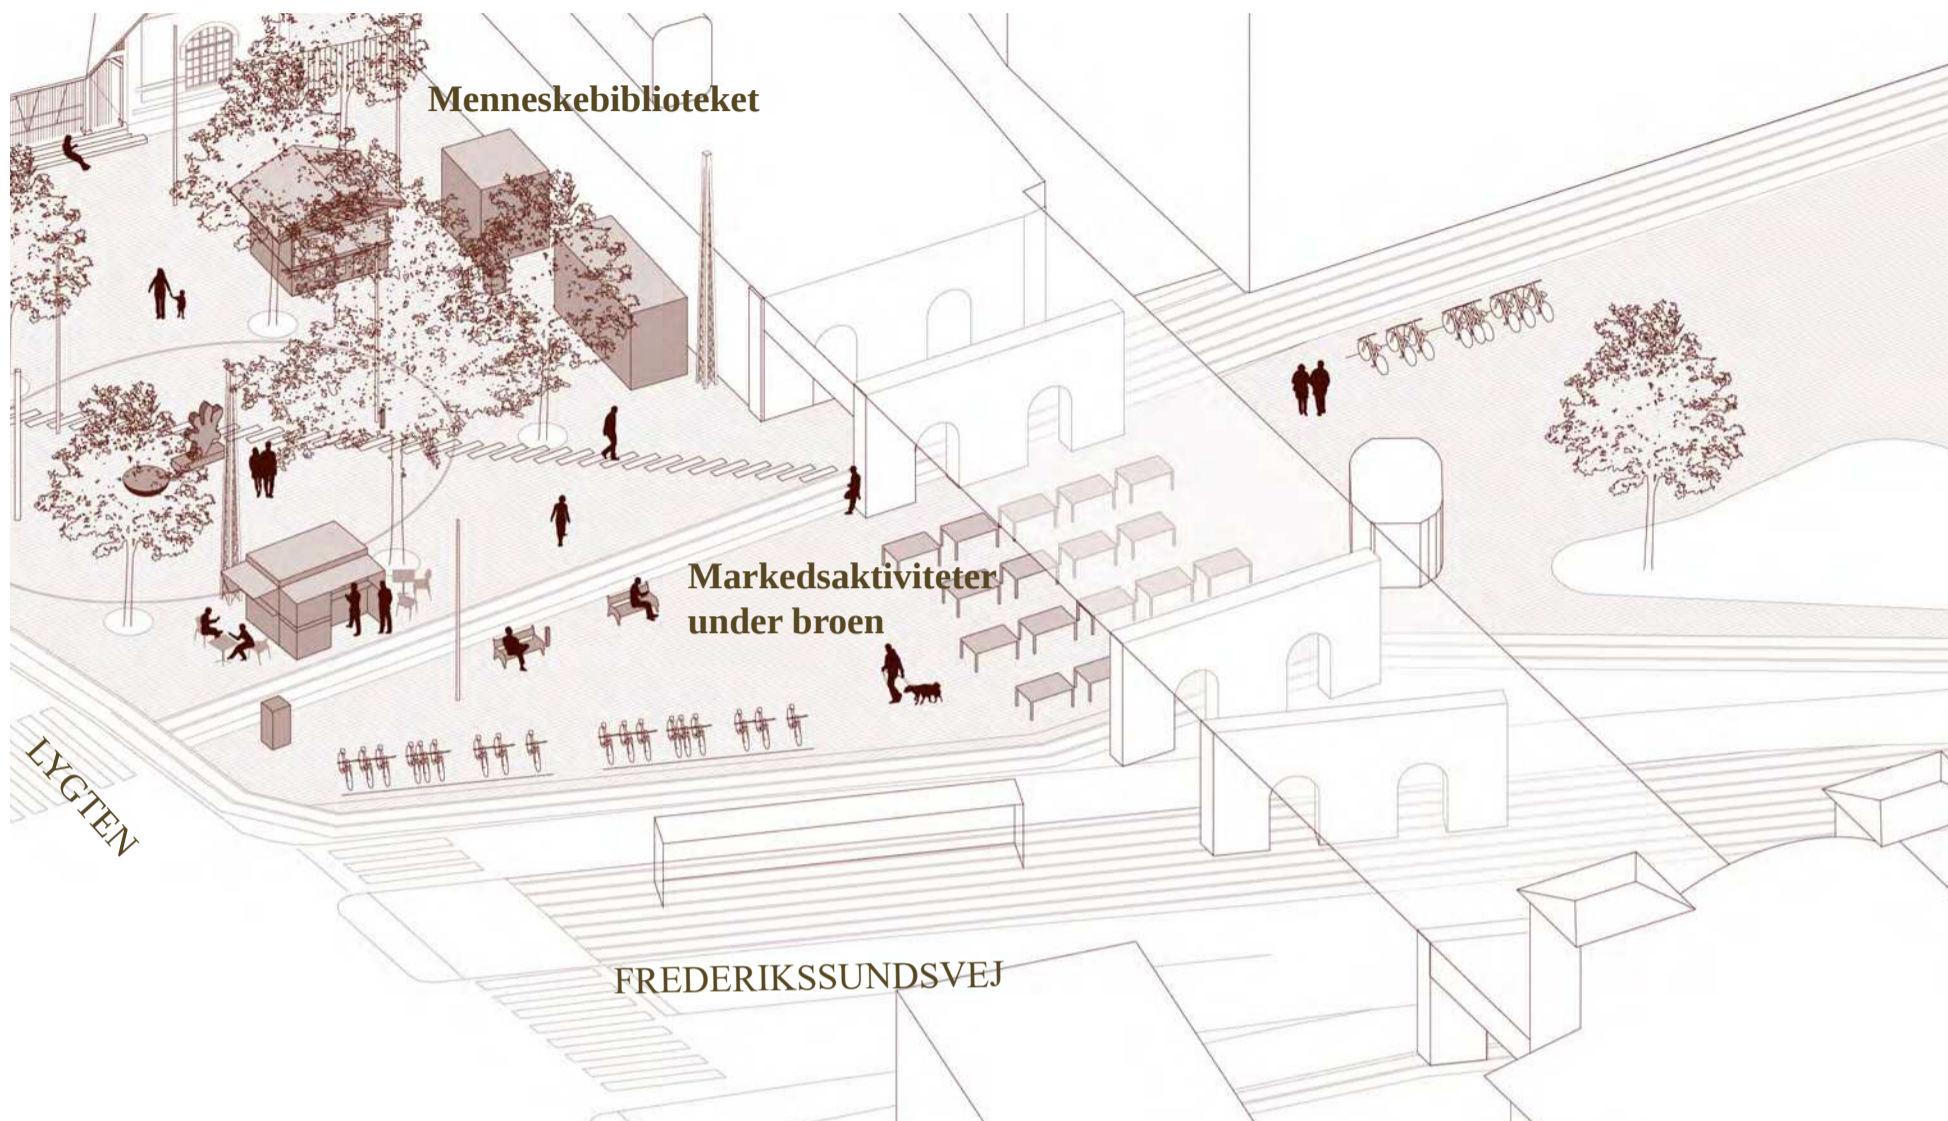 Menneskebiblioteket
Markedsaktiviteter
under broen
LYGTEN
FREDERIKSSUNDSVEJ